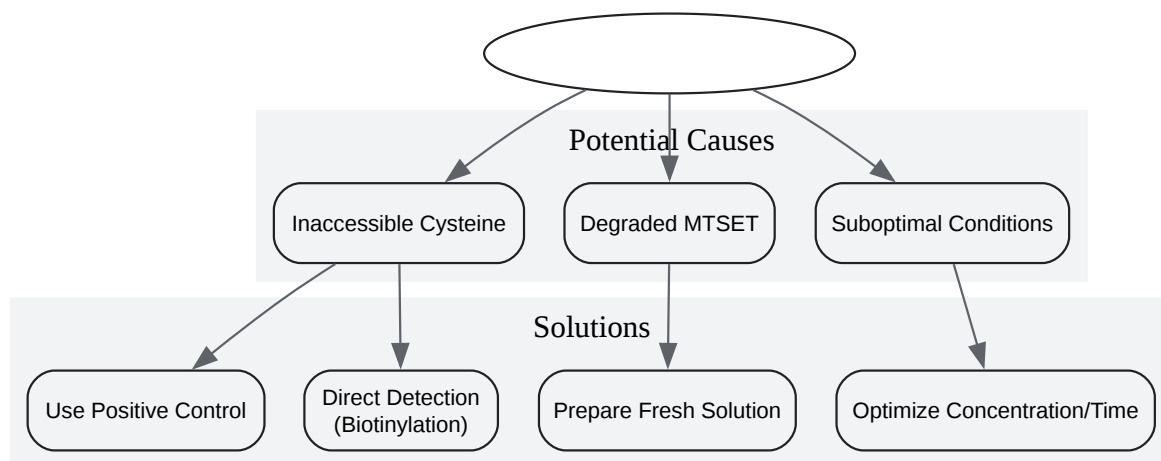 Potential Causes
Inaccessible Cysteine
Degraded MTSET
Suboptimal Conditions
Solutions
Use Positive Control
Direct Detection
(Biotinylation)
Prepare Fresh Solution
Optimize Concentration/Time